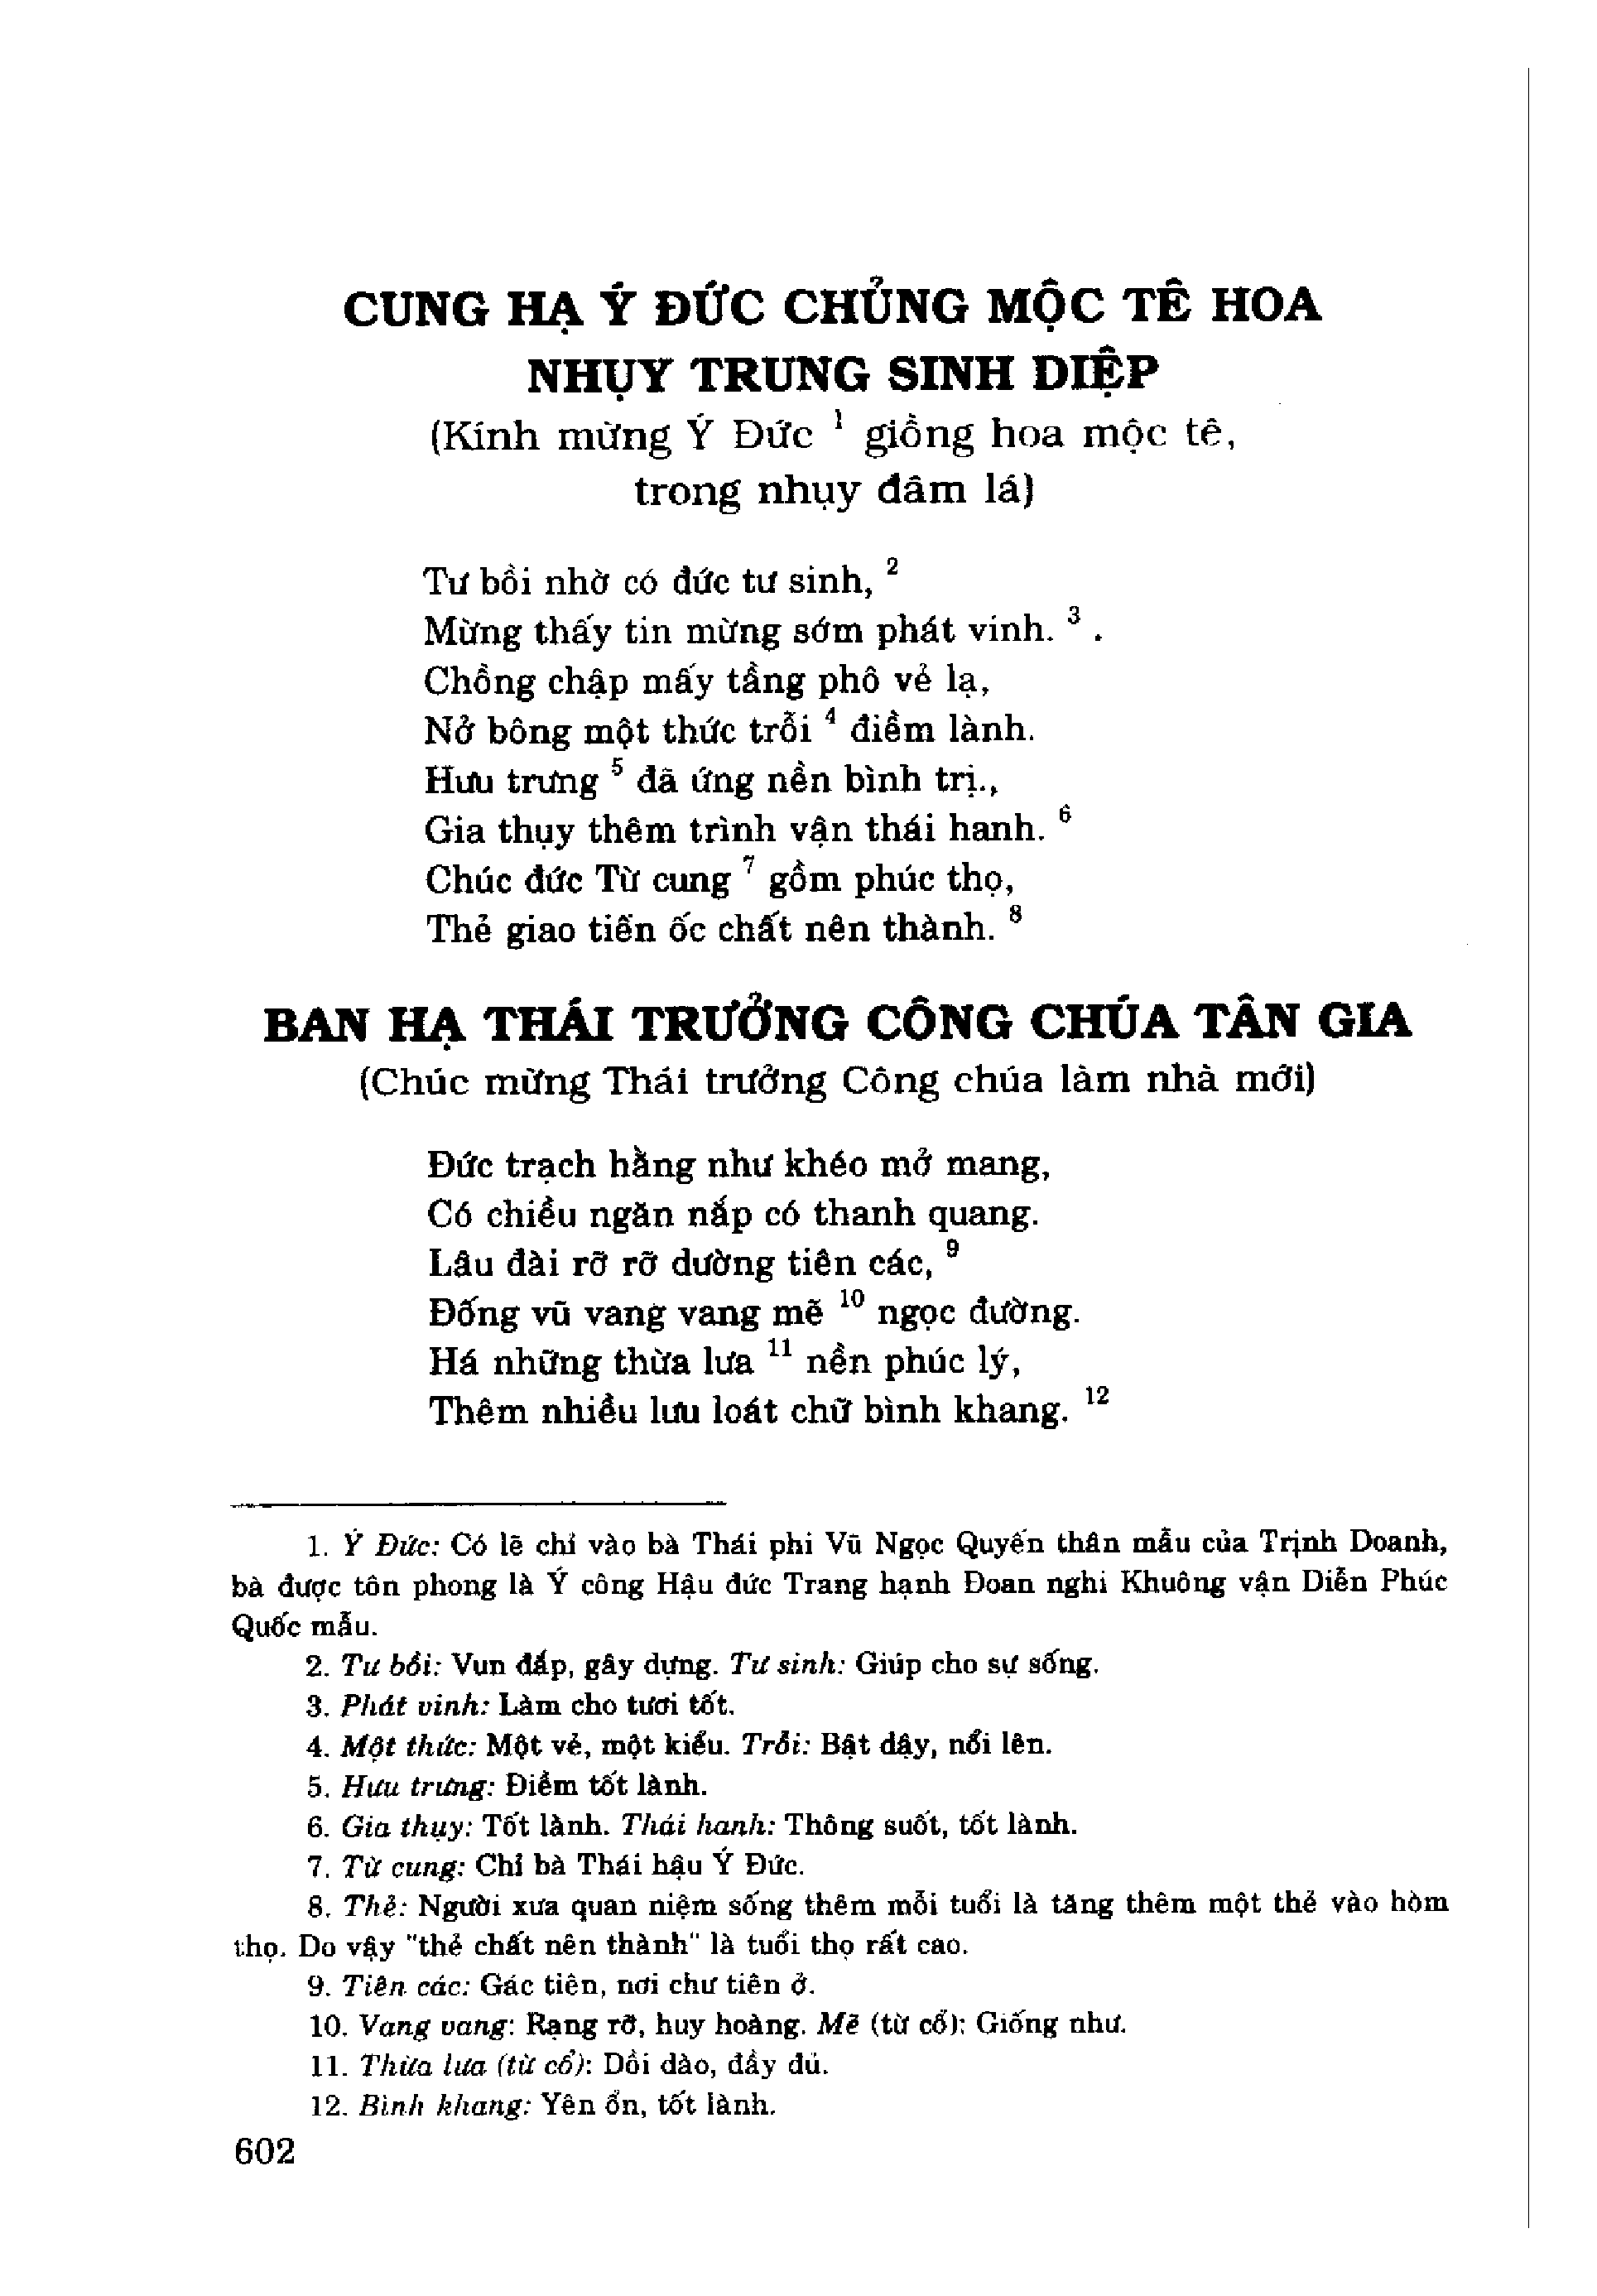 CUNG HẠ Ý ĐỨC CHỦNG MỘC TÊ HOA
NHỤY TRUNG SINH DIỆP
(Kính mừng Ý Đức ¹ giồng hoa mộc tê,
trong nhụy đâm lá)
Tư bồi nhờ có đức tư sinh, ²
Mừng thấy tin mừng sớm phát vinh. ³ .
Chồng chập mấy tầng phô vẻ lạ,
Nở bông một thức trỗi ⁴ điềm lành.
Hưu trưng ⁵ đã ứng nền bình trị.,
Gia thụy thêm trình vận thái hanh. ⁶
Chúc đức Từ cung ⁷ gồm phúc thọ,
Thẻ giao tiến ốc chất nên thành. ⁸
BAN HẠ THÁI TRƯỞNG CÔNG CHÚA TÂN GIA
(Chúc mừng Thái trưởng Công chúa làm nhà mới)
Đức trạch hằng như khéo mở mang,
Có chiều ngăn nắp có thanh quang.
Lâu đài rỡ rỡ dường tiên các, ⁹
Đống vũ vang vang mẽ ¹⁰ ngọc đường.
Há những thừa lưa ¹¹ nền phúc lý,
Thêm nhiều lưu loát chữ bình khang. ¹²
1. Ý Đức: Có lẽ chỉ vào bà Thái phi Vũ Ngọc Quyến thân mẫu của Trịnh Doanh,
bà được tôn phong là Ý công Hậu đức Trang hạnh Đoan nghi Khuông vận Diễn Phúc
Quốc mẫu.
2. Tư bồi: Vun đắp, gây dựng. Tư sinh: Giúp cho sự sống.
3. Phát vinh: Làm cho tươi tốt.
4. Một thức: Một vẻ, một kiểu. Trỗi: Bật dậy, nổi lên.
5. Hưu trưng: Điềm tốt lành.
6. Gia thụy: Tốt lành. Thái hanh: Thông suốt, tốt lành.
7. Từ cung: Chỉ bà Thái hậu Ý Đức.
8. Thẻ: Người xưa quan niệm sống thêm mỗi tuổi là tăng thêm một thẻ vào hòm
thọ. Do vậy "thẻ chất nên thành" là tuổi thọ rất cao.
9. Tiên các: Gác tiên, nơi chư tiên ở.
10. Vang vang: Rạng rỡ, huy hoàng. Mẽ (từ cổ): Giống như.
11. Thừa lưa (từ cổ): Dồi dào, đầy đủ.
12. Bình khang: Yên ổn, tốt lành.
602